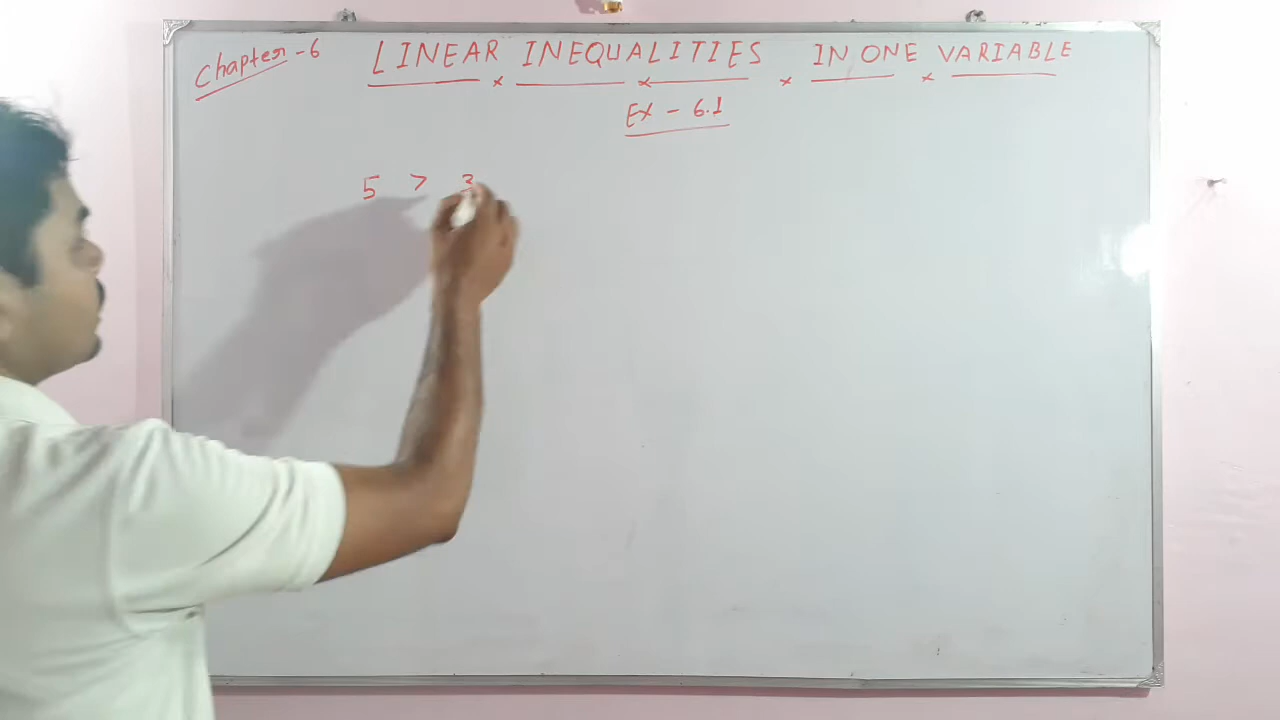 Chapter - 6
LINEAR INEQUALITIES IN ONE VARIABLE
Ex - 6.1
5 > 3